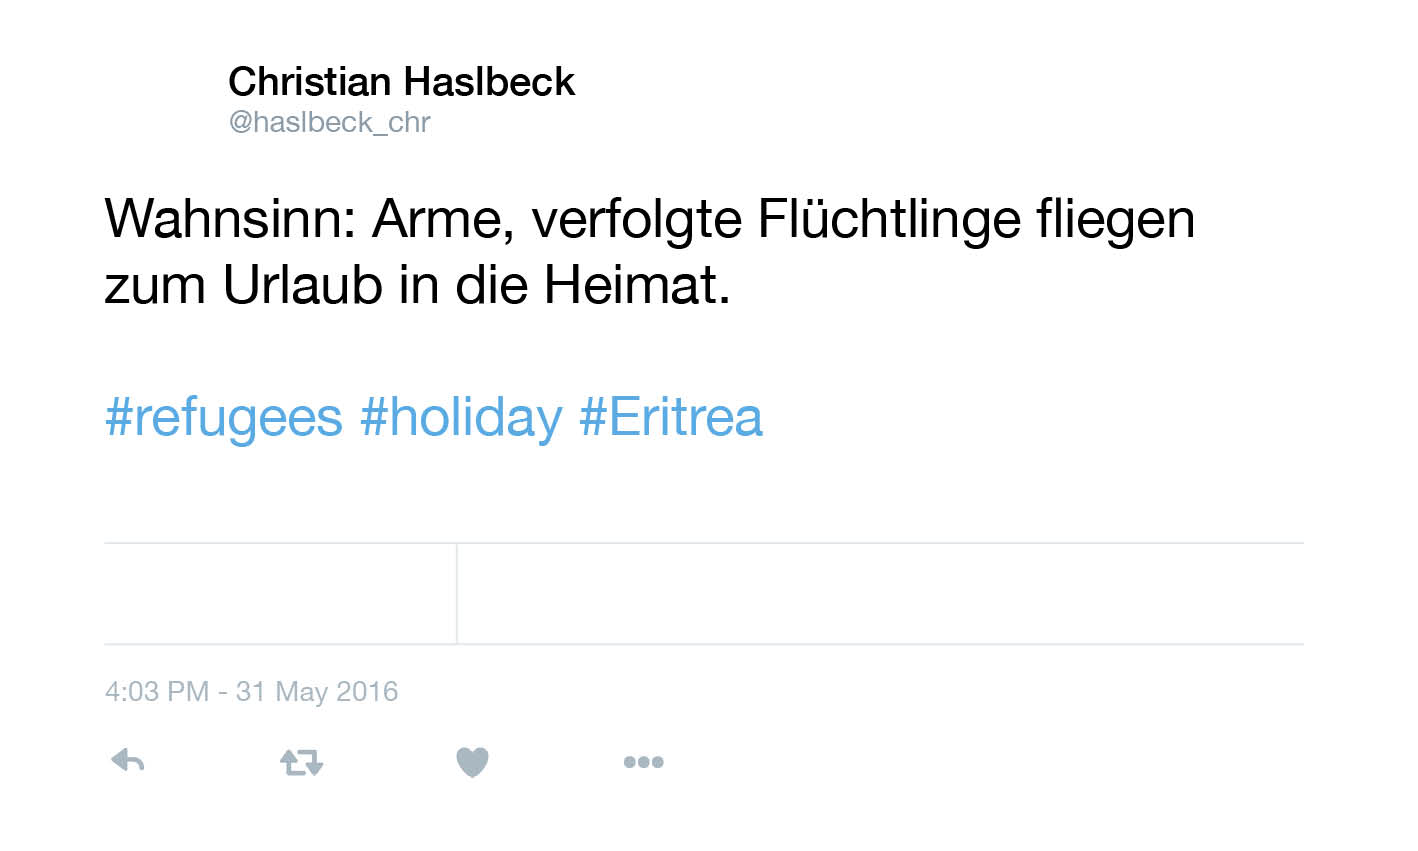 Christian Haslbeck
@haslbeck_chr
Wahnsinn: Arme, verfolgte Flüchtlinge fliegen
zum Urlaub in die Heimat.
#refugees #holiday #Eritrea
4:03 PM - 31 May 2016